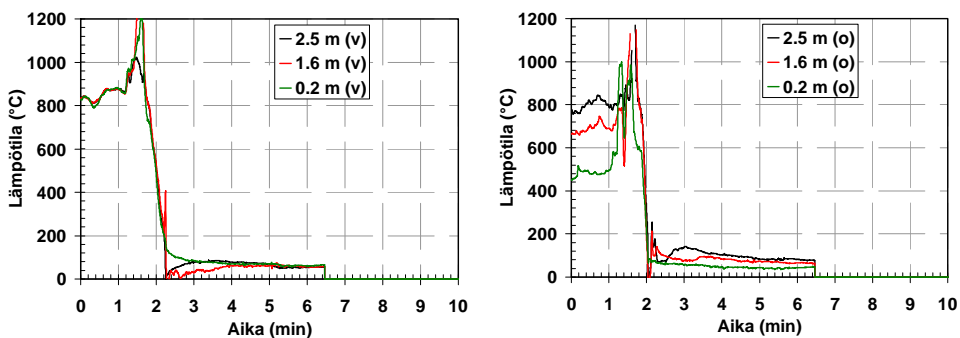 1200
1000
800
600
400
200
0
Lämpötila (°C)
2.5 m (v)
1.6 m (v)
0.2 m (v)
0 1 2 3 4 5 6 7 8 9 10
Aika (min)
1200
1000
800
600
400
200
0
Lämpötila (°C)
2.5 m (o)
1.6 m (o)
0.2 m (o)
0 1 2 3 4 5 6 7 8 9 10
Aika (min)